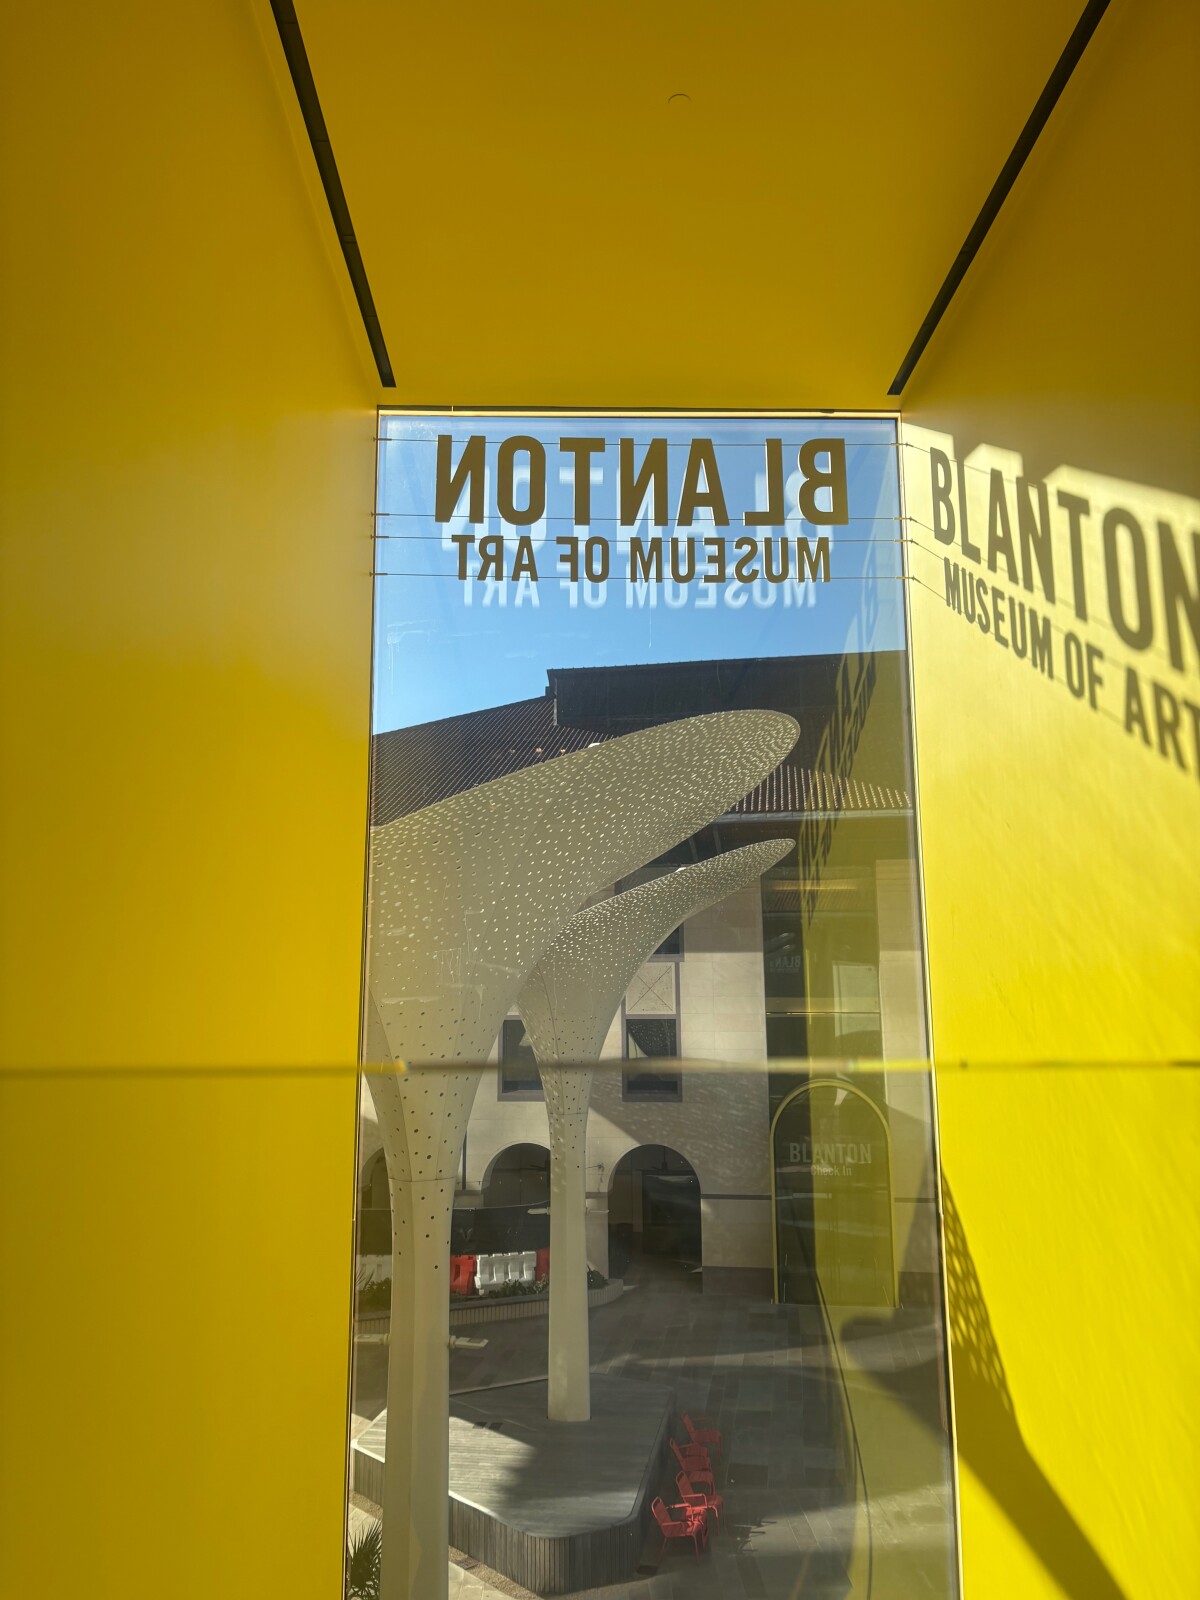 BLANTON
MUSEUM OF ART
BLANTON
MUSEUM OF ART
BLANTON
Check In